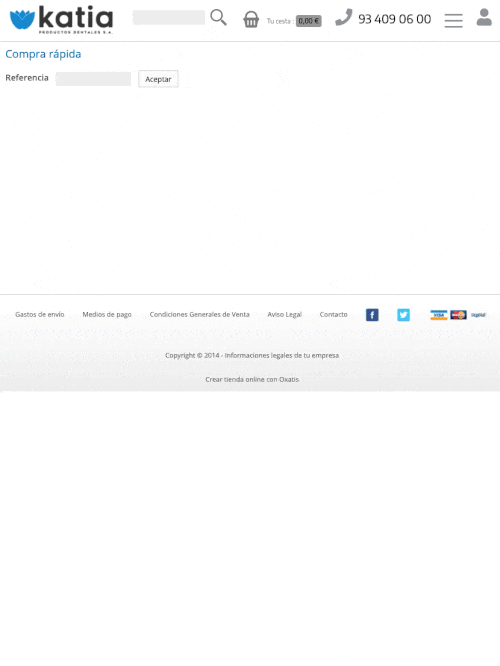 katia
PRODUCTOS DENTALES S.A.
Tu cesta : 0,00 €
93 409 06 00
Compra rápida
Referencia
Aceptar
Gastos de envío Medios de pago Condiciones Generales de Venta Aviso Legal Contacto
VISA
Copyright © 2014 - Informaciones legales de tu empresa
Crear tienda online con Oxatis